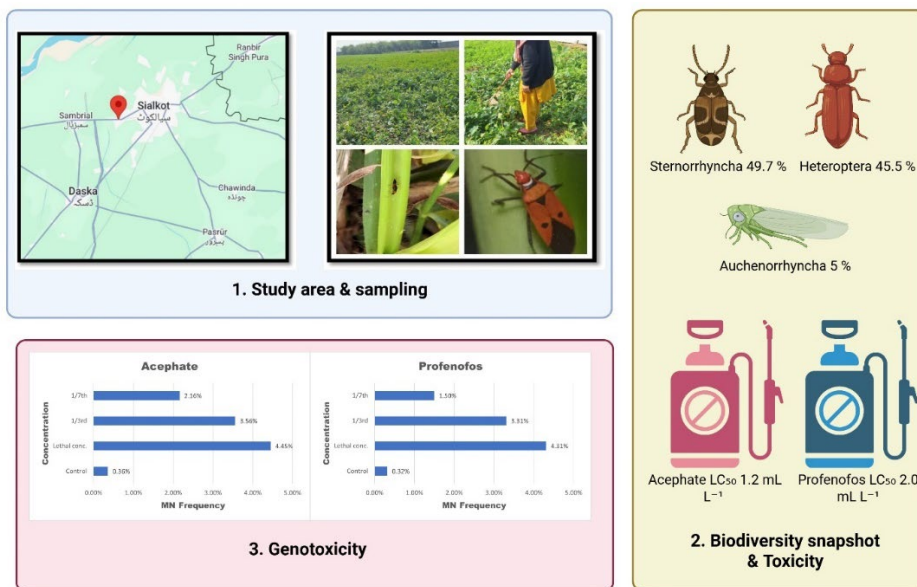 Ranbir
Singh Pura
Sialkot
سیالکوٹ
Sambrial
سمبڑیال
Daska
ڈسکہ
Chawinda
چونڈہ
Pasrur
پسرور
1. Study area & sampling
Sternorrhyncha 49.7 %
Heteroptera 45.5 %
Auchenorrhyncha 5 %
Acephate LC₅₀ 1.2 mL
L⁻¹
Profenofos LC₅₀ 2.0
mL L⁻¹
2. Biodiversity snapshot
& Toxicity
Acephate
Concentration
1/7th
2.16%
1/3rd
3.56%
Lethal conc.
4.45%
Control
0.36%
0.00% 1.00% 2.00% 3.00% 4.00% 5.00%
MN Frequency
Profenofos
Concentration
1/7th
1.50%
1/3rd
3.31%
Lethal conc.
4.31%
Control
0.32%
0.00% 1.00% 2.00% 3.00% 4.00% 5.00%
MN Frequency
3. Genotoxicity